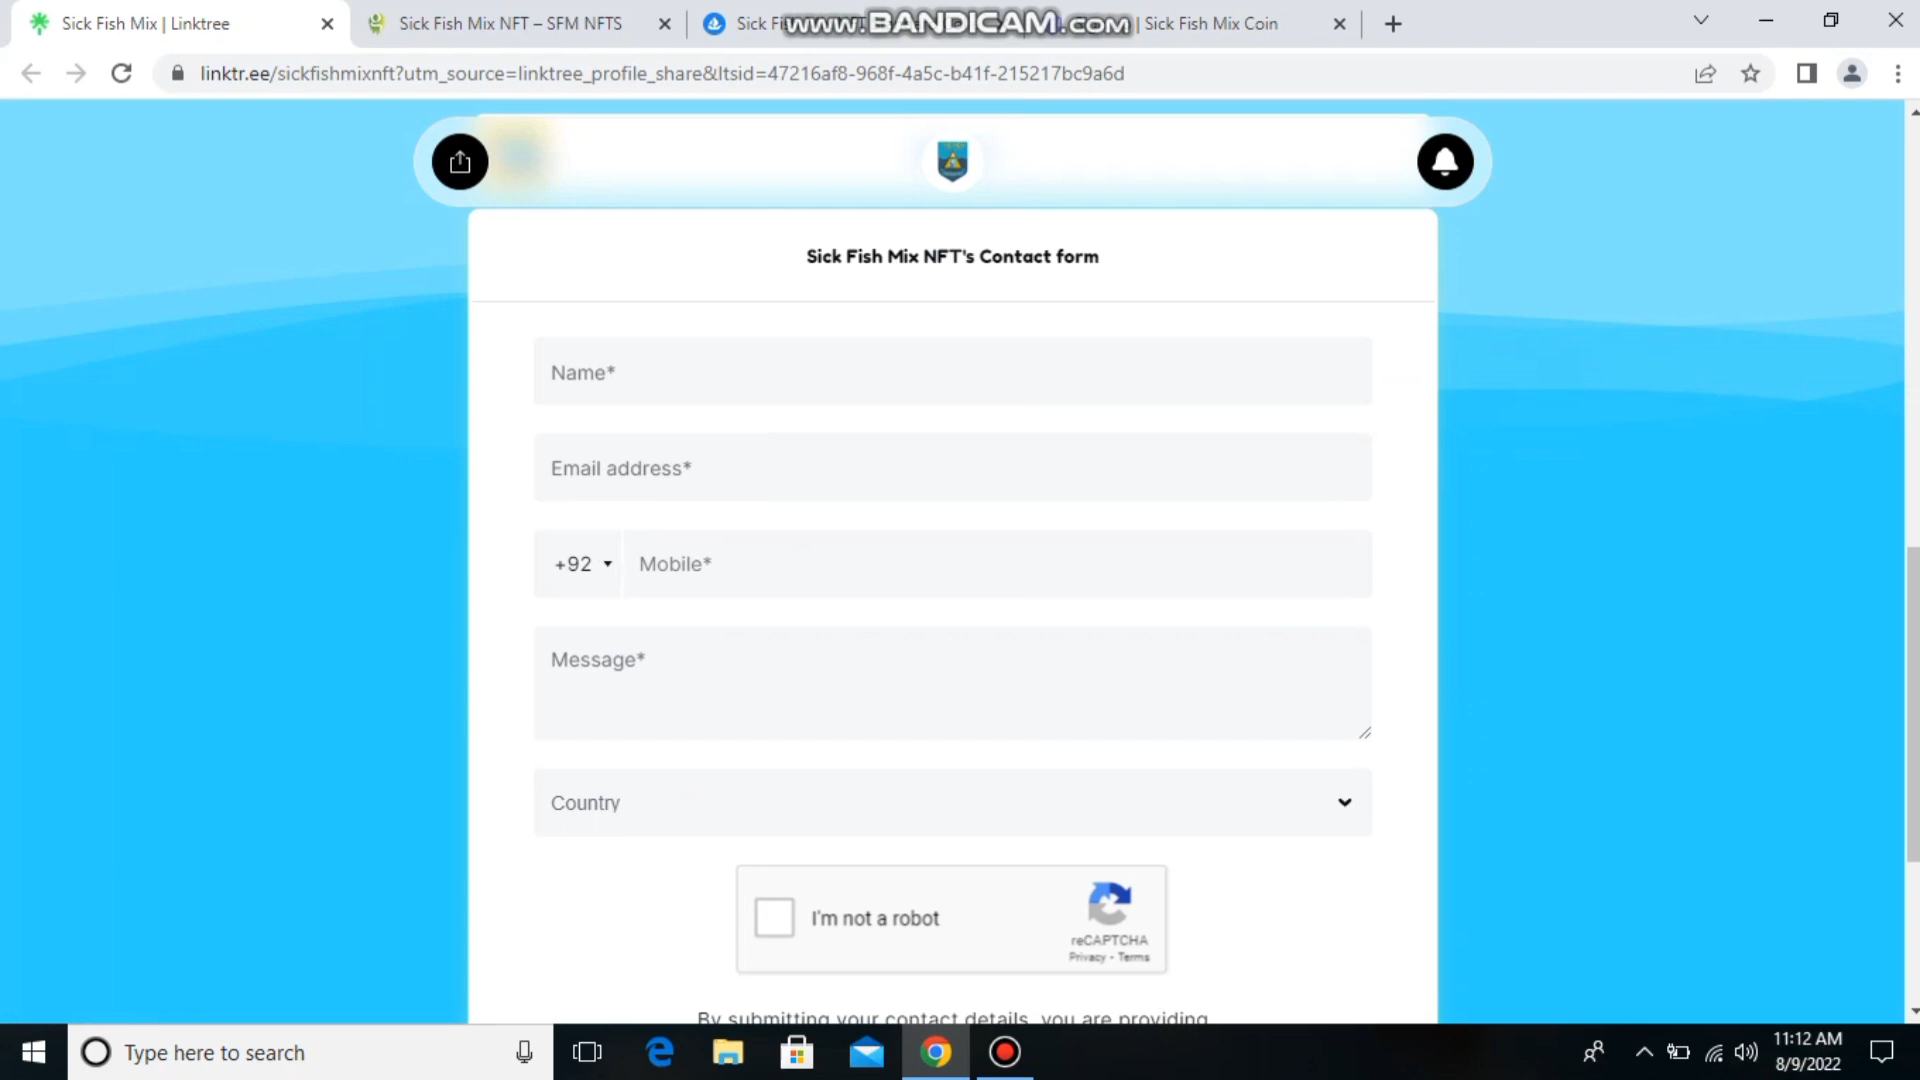 Sick Fish Mix | Linktree
Sick Fish Mix NFT – SFM NFTS
Sick Fi
| Sick Fish Mix Coin
www.BANDICAM.com
linktr.ee/sickfishmixnft?utm_source=linktree_profile_share&ltsid=47216af8-968f-4a5c-b41f-215217bc9a6d
Sick Fish Mix NFT's Contact form
Name*
Email address*
+92
Mobile*
Message*
Country
I'm not a robot
reCAPTCHA
Privacy - Terms
By submitting your contact details, you are providing
Type here to search
11:12 AM
8/9/2022